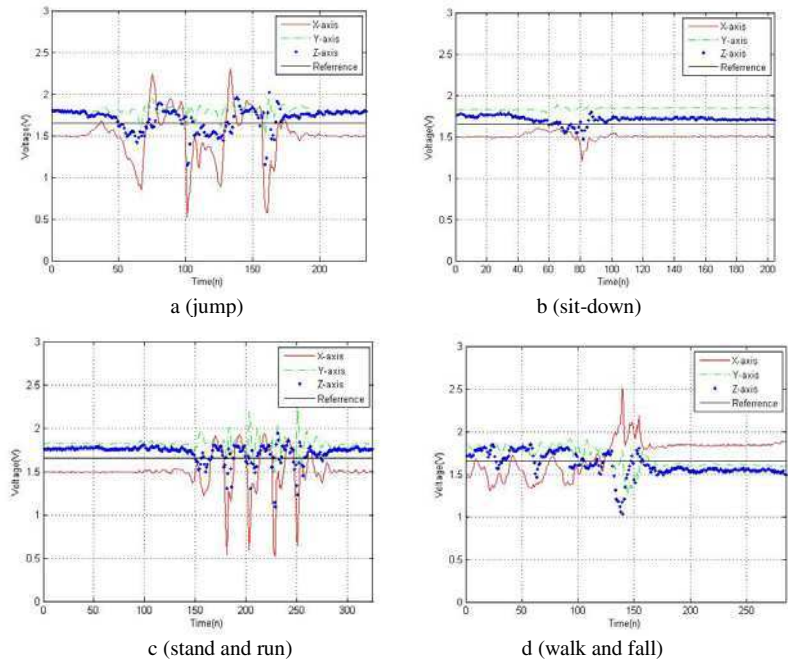 3
2.5
2
1.5
1
0.5
0
Voltage(V)
0 50 100 150 200
Time(n)
X-axis
Y-axis
Z-axis
Referrence
a (jump)
3
2.5
2
1.5
1
0.5
0
Voltage(V)
0 20 40 60 80 100 120 140 160 180 200
Time(n)
X-axis
Y-axis
Z-axis
Referrence
b (sit-down)
3
2.5
2
1.5
1
0.5
0
Voltage(V)
0 50 100 150 200 250 300
Time(n)
X-axis
Y-axis
Z-axis
Referrence
c (stand and run)
3
2.5
2
1.5
1
0.5
0
Voltage(V)
0 50 100 150 200 250
Time(n)
X-axis
Y-axis
Z-axis
Referrence
d (walk and fall)